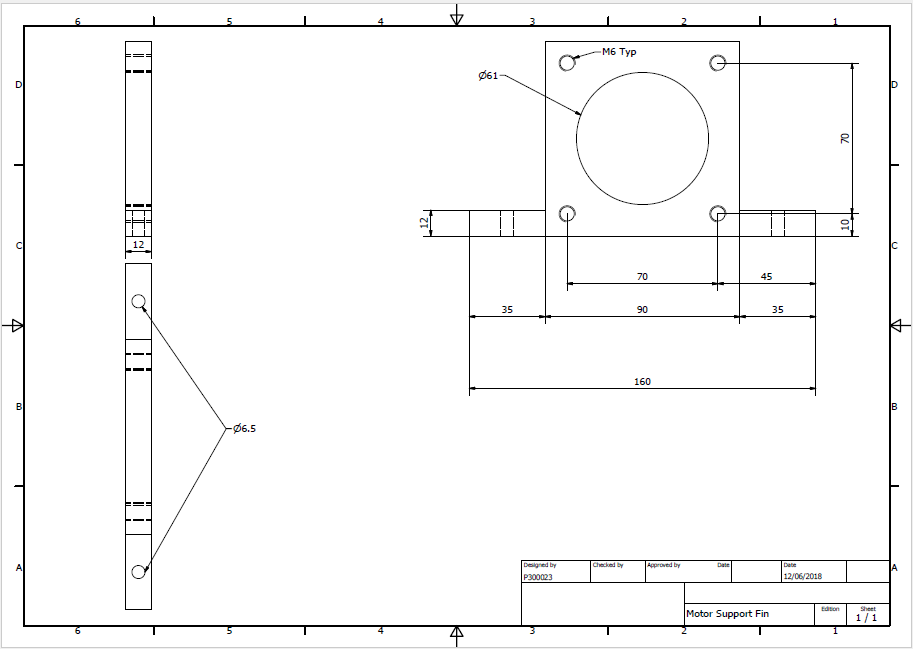 6 5 4 3 2 1
M6 Typ
Ø61
D D
70
12 10
C 12 C
70 45
35 90 35
160
B B
Ø6.5
Designed by Checked by Approved by Date Date
A A
P300023 12/06/2018
Edition Sheet
Motor Support Fin 1 / 1
6 5 4 3 2 1